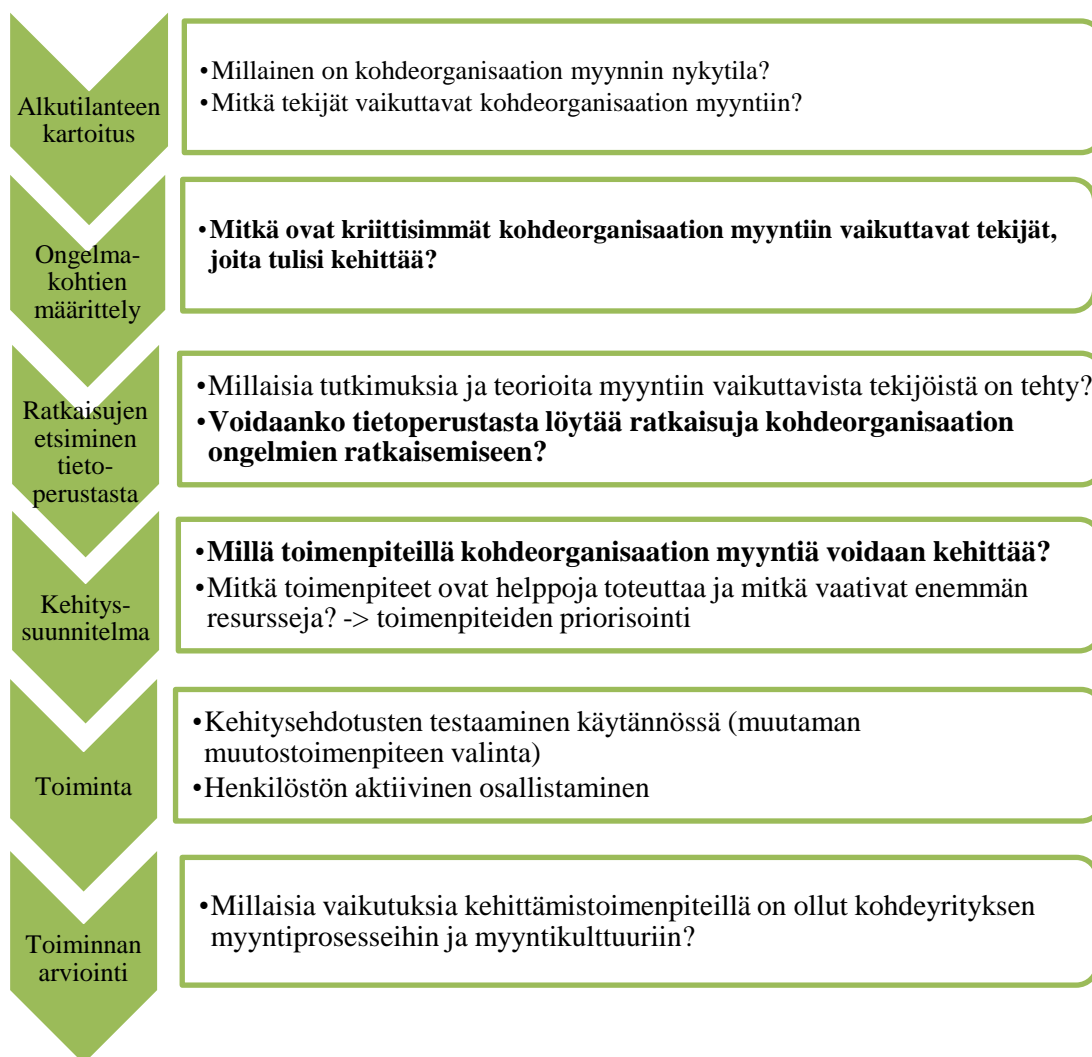 Alkutilanteen
kartoitus
•Millainen on kohdeorganisaation myynnin nykytila?
•Mitkä tekijät vaikuttavat kohdeorganisaation myyntiin?
Ongelma-
kohtien
määrittely
•Mitkä ovat kriittisimmät kohdeorganisaation myyntiin vaikuttavat tekijät,
joita tulisi kehittää?
Ratkaisujen
etsiminen
tieto-
perustasta
•Millaisia tutkimuksia ja teorioita myyntiin vaikuttavista tekijöistä on tehty?
•Voidaanko tietoperustasta löytää ratkaisuja kohdeorganisaation
ongelmien ratkaisemiseen?
Kehitys-
suunnitelma
•Millä toimenpiteillä kohdeorganisaation myyntiä voidaan kehittää?
•Mitkä toimenpiteet ovat helppoja toteuttaa ja mitkä vaativat enemmän
resursseja? -> toimenpiteiden priorisointi
Toiminta
•Kehitysehdotusten testaaminen käytännössä (muutaman
muutostoimenpiteen valinta)
•Henkilöstön aktiivinen osallistaminen
Toiminnan
arviointi
•Millaisia vaikutuksia kehittämistoimenpiteillä on ollut kohdeyrityksen
myyntiprosesseihin ja myyntikulttuuriin?